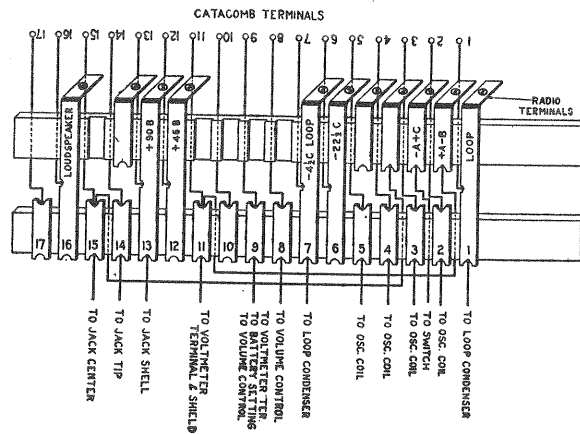 CATACOMB TERMINALS
17 16 15 14 13 12 11 10 9 8 7 6 5 4 3 2 1
RADIO
TERMINALS
LOUDSPEAKER
+90 B
+45 B
-4½ C LOOP
-22½ C
-A+C
+A-B
LOOP
17 16 15 14 13 12 11 10 9 8 7 6 5 4 3 2 1
TO JACK CENTER
TO JACK TIP
TO JACK SHELL
TO VOLTMETER
TERMINAL & SHIELD
TO VOLUME CONTROL
TO BATTERY SETTING
TO VOLTMETER TER.
TO VOLUME CONTROL
TO LOOP CONDENSER
TO OSC. COIL
TO OSC. COIL
TO OSC. COIL
TO SWITCH
TO OSC. COIL
TO LOOP CONDENSER